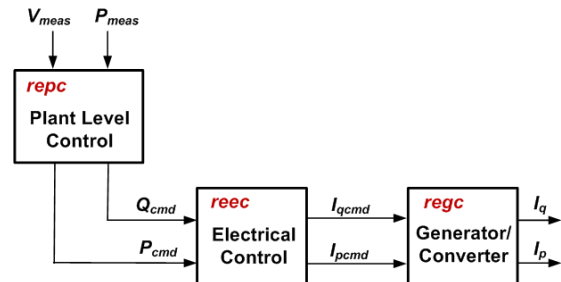 Vmeas Pmeas
repc
Plant Level
Control
Qcmd
Pcmd
reec
Electrical
Control
Iqcmd
Ipcmd
regc
Generator/
Converter
Iq
Ip